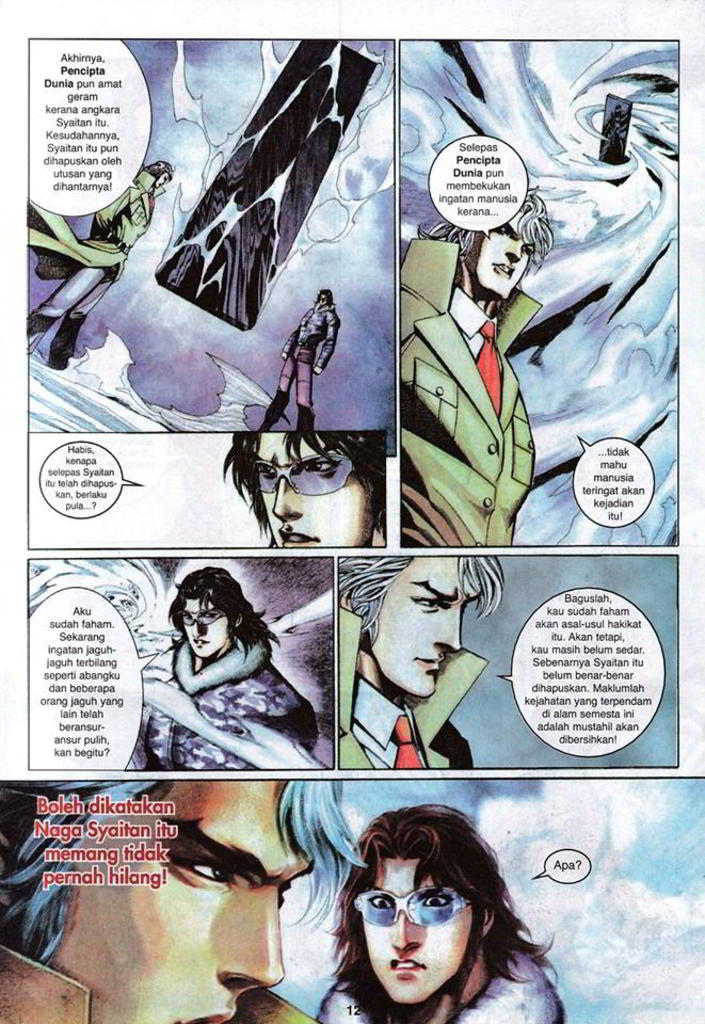 Akhirnya,
Pencipta
Dunia pun amat
geram
kerana angkara
Syaitan itu.
Kesudahannya,
Syaitan itu pun
dihapuskan oleh
utusan yang
dihantarnya!
Selepas
Pencipta
Dunia pun
membekukan
ingatan manusia
kerana...
...tidak
mahu
manusia
teringat akan
kejadian
itu!
Habis,
kenapa
selepas Syaitan
itu telah dihapus-
kan, berlaku
pula...?
Aku
sudah faham.
Sekarang
ingatan jaguh-
jaguh terbilang
seperti abangku
dan beberapa
orang jaguh yang
lain telah
beransur-
ansur pulih,
kan begitu?
Baguslah,
kau sudah faham
akan asal-usul hakikat
itu. Akan tetapi,
kau masih belum sedar.
Sebenarnya Syaitan itu
belum benar-benar
dihapuskan. Maklumlah
kejahatan yang terpendam
di alam semesta ini
adalah mustahil akan
dibersihkan!
Boleh dikatakan
Naga Syaitan itu
memang tidak
pernah hilang!
Apa?
12